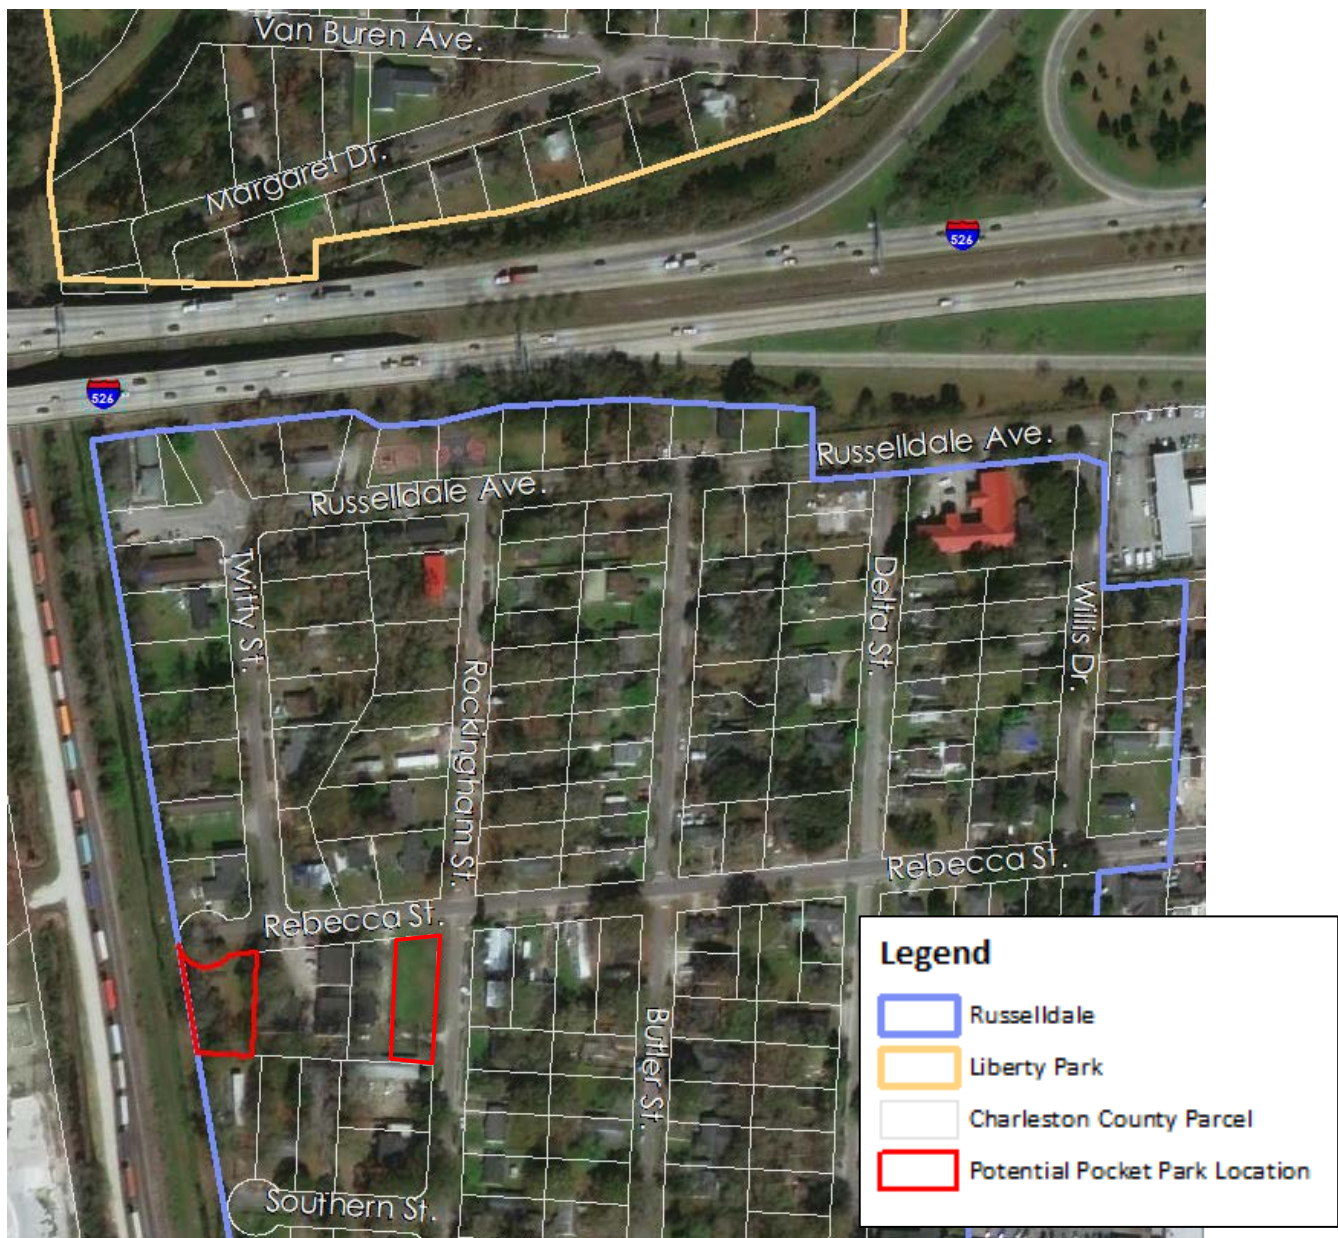 Van Buren Ave.
Margaret Dr.
526
526
Russelldale Ave.
Russelldale Ave.
Twitty St.
Delta St.
Willis Dr.
Rockingham St.
Rebecca St.
Rebecca St.
Butler St.
Southern St.
Legend
Russelldale
Liberty Park
Charleston County Parcel
Potential Pocket Park Location